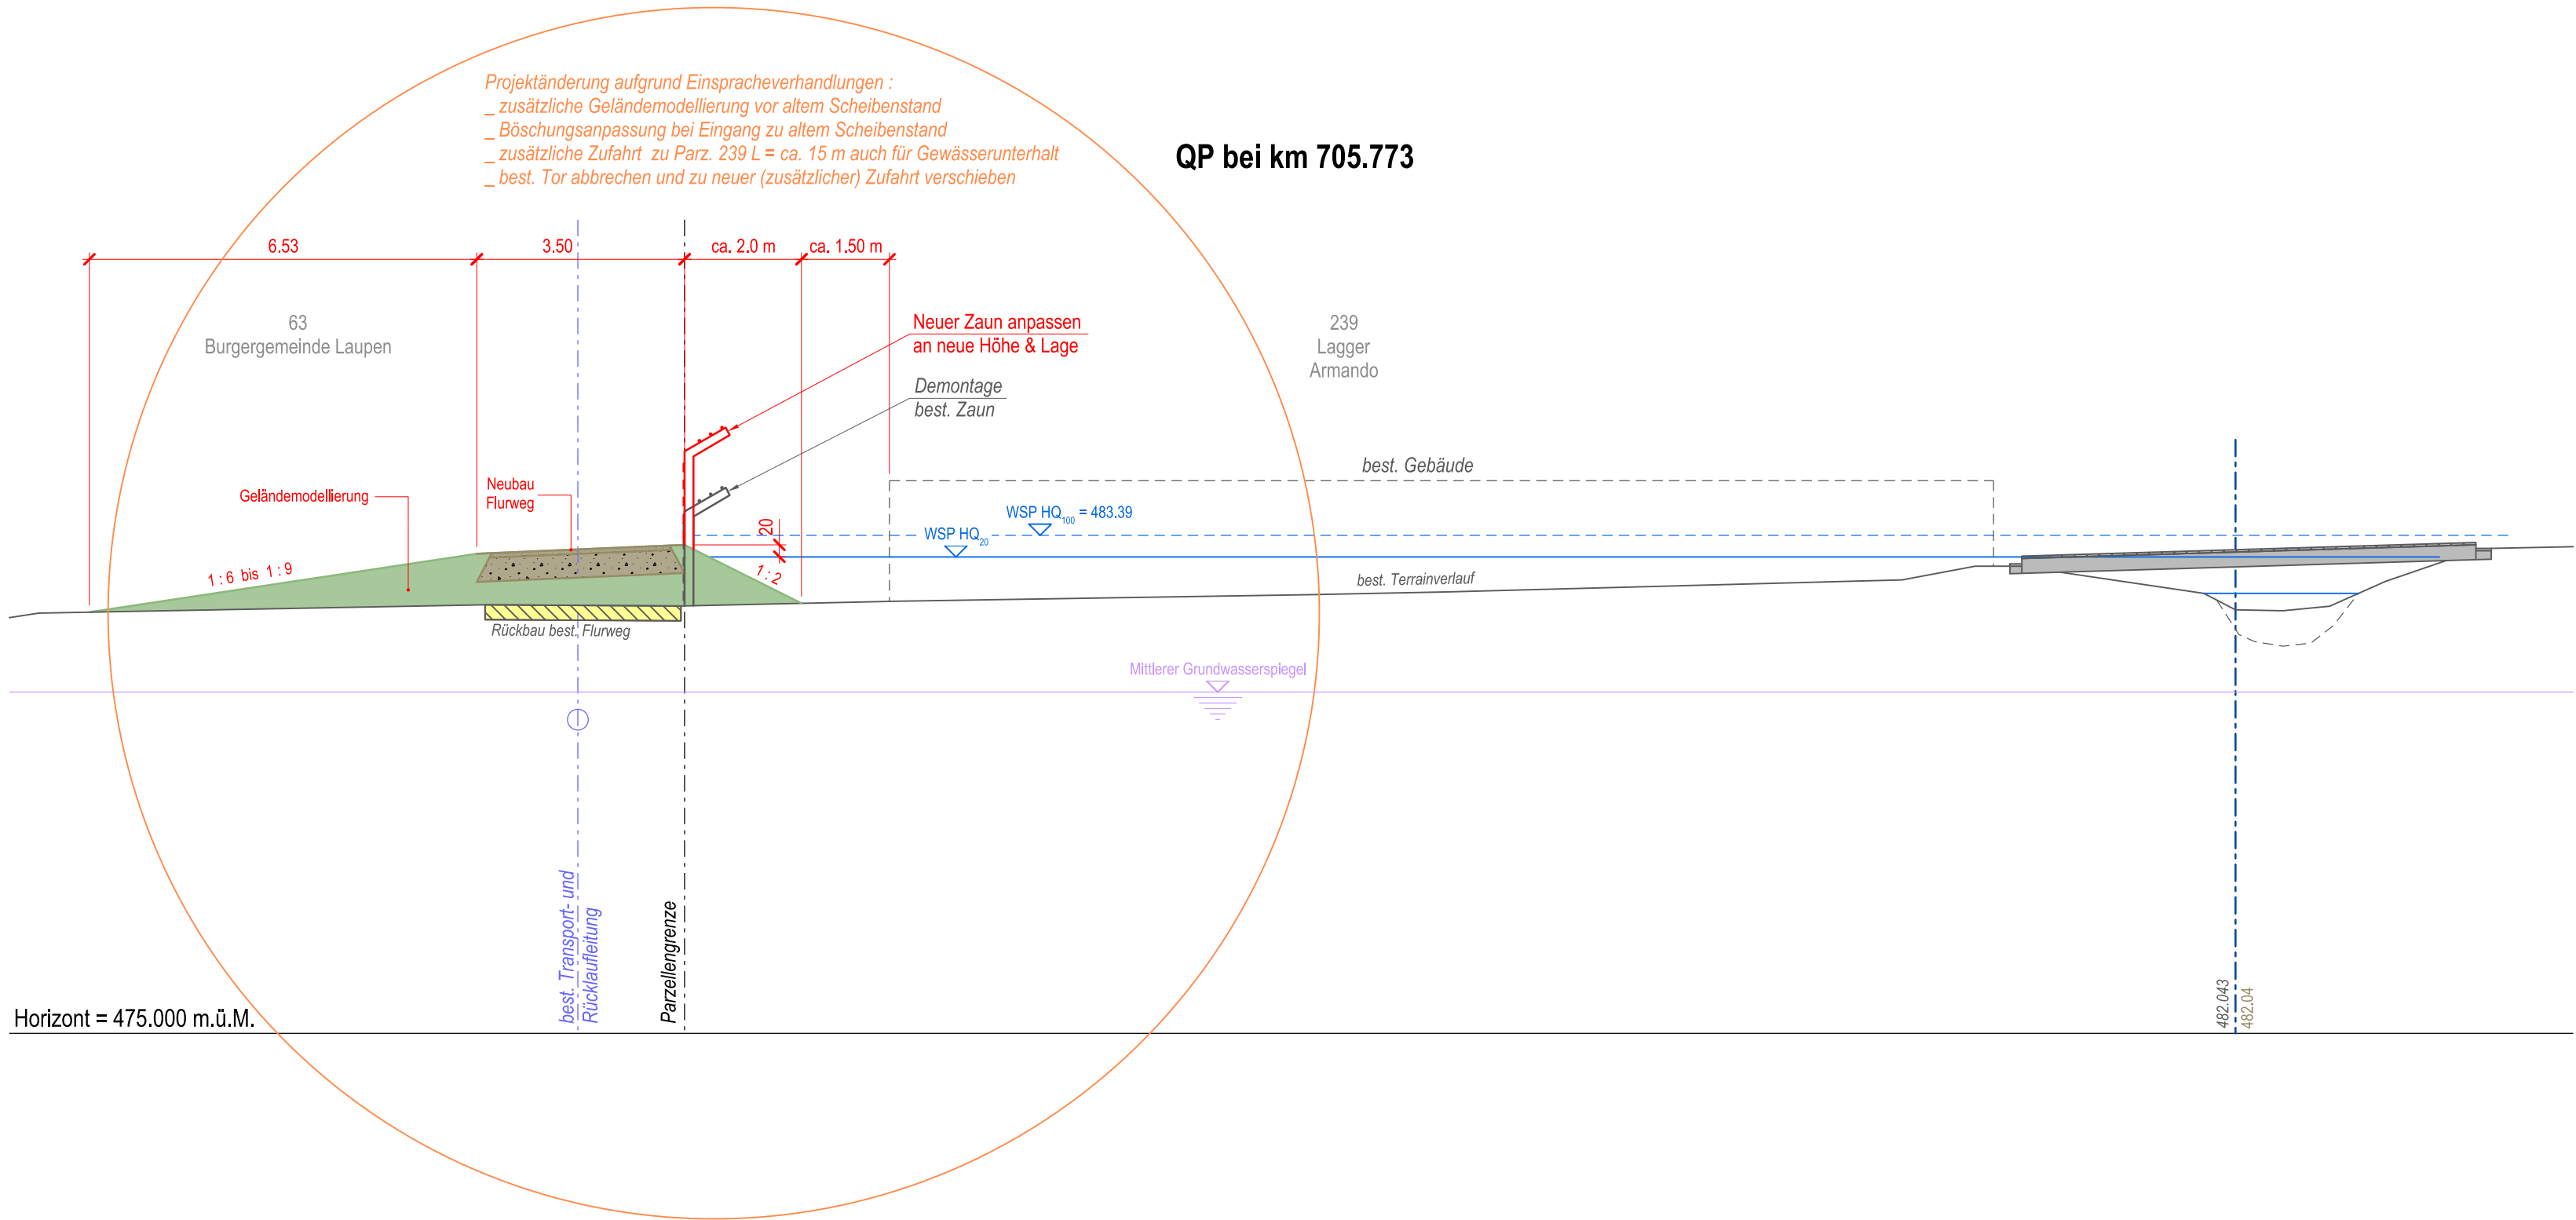 Projektänderung aufgrund Einspracheverhandlungen :
_ zusätzliche Geländemodellierung vor altem Scheibenstand
_ Böschungsanpassung bei Eingang zu altem Scheibenstand
_ zusätzliche Zufahrt zu Parz. 239 L = ca. 15 m auch für Gewässerunterhalt
_ best. Tor abbrechen und zu neuer (zusätzlicher) Zufahrt verschieben
QP bei km 705.773
6.53
3.50
ca. 2.0 m
ca. 1.50 m
63
Burgergemeinde Laupen
Neuer Zaun anpassen
an neue Höhe & Lage
239
Lagger
Armando
Demontage
best. Zaun
best. Gebäude
Geländemodellierung
Neubau
Flurweg
20
WSP HQ100 = 483.39
WSP HQ20
1 : 6 bis 1 : 9
1 : 2
best. Terrainverlauf
Rückbau best. Flurweg
Mittlerer Grundwasserspiegel
best. Transport- und
Rücklaufleitung
Parzellengrenze
482.043
482.04
Horizont = 475.000 m.ü.M.